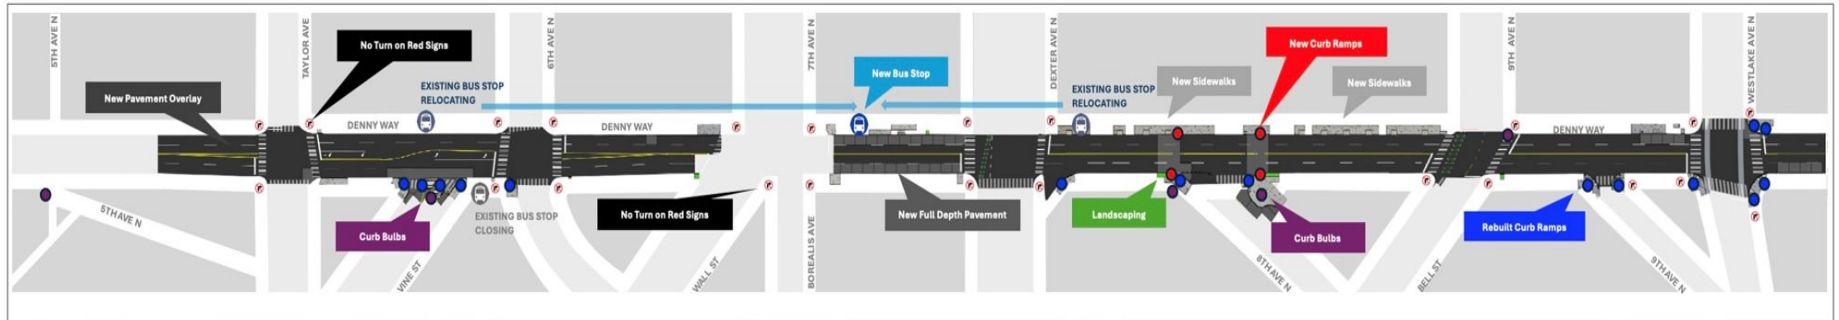 5TH AVE N
TAYLOR AVE
No Turn on Red Signs
6TH AVE N
7TH AVE N
New Bus Stop
DEXTER AVE N
New Curb Ramps
9TH AVE N
WESTLAKE AVE N
New Pavement Overlay
EXISTING BUS STOP
RELOCATING
EXISTING BUS STOP
RELOCATING
New Sidewalks
New Sidewalks
DENNY WAY
DENNY WAY
DENNY WAY
5TH AVE N
Curb Bulbs
VINE ST
EXISTING BUS STOP
CLOSING
No Turn on Red Signs
WALL ST
BOREALIS AVE
New Full Depth Pavement
Landscaping
Curb Bulbs
8TH AVE N
BELL ST
Rebuilt Curb Ramps
9TH AVE N